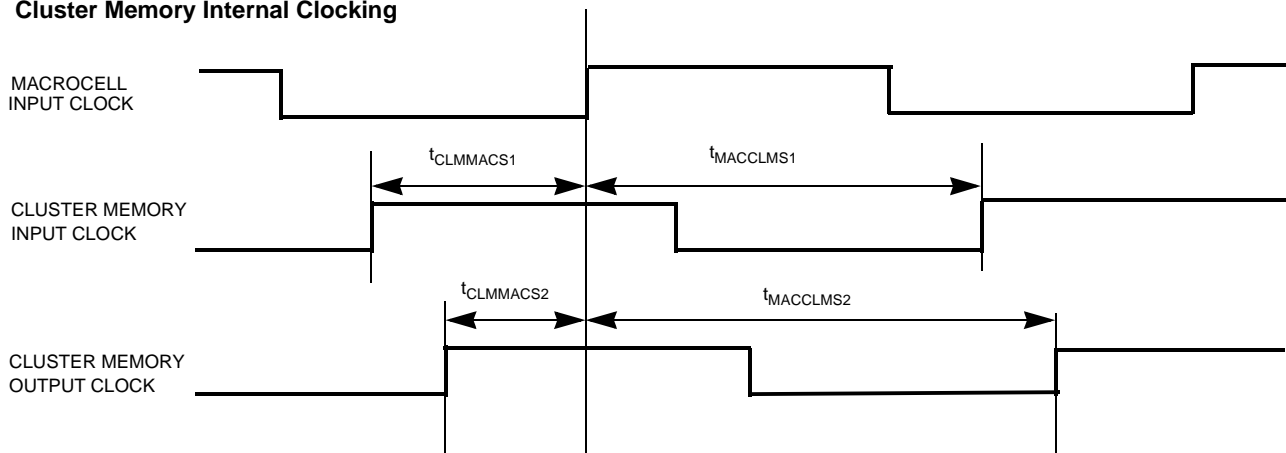 Cluster Memory Internal Clocking
MACROCELL
INPUT CLOCK
tCLMMACS1
tMACCLMS1
CLUSTER MEMORY
INPUT CLOCK
tCLMMACS2
tMACCLMS2
CLUSTER MEMORY
OUTPUT CLOCK